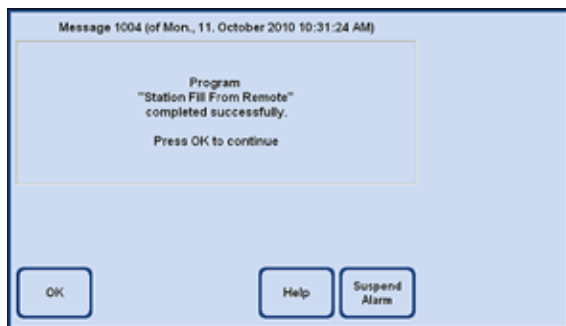 Message 1004 (of Mon., 11. October 2010 10:31:24 AM)
Program
"Station Fill From Remote"
completed successfully.
Press OK to continue
OK
Help
Suspend
Alarm